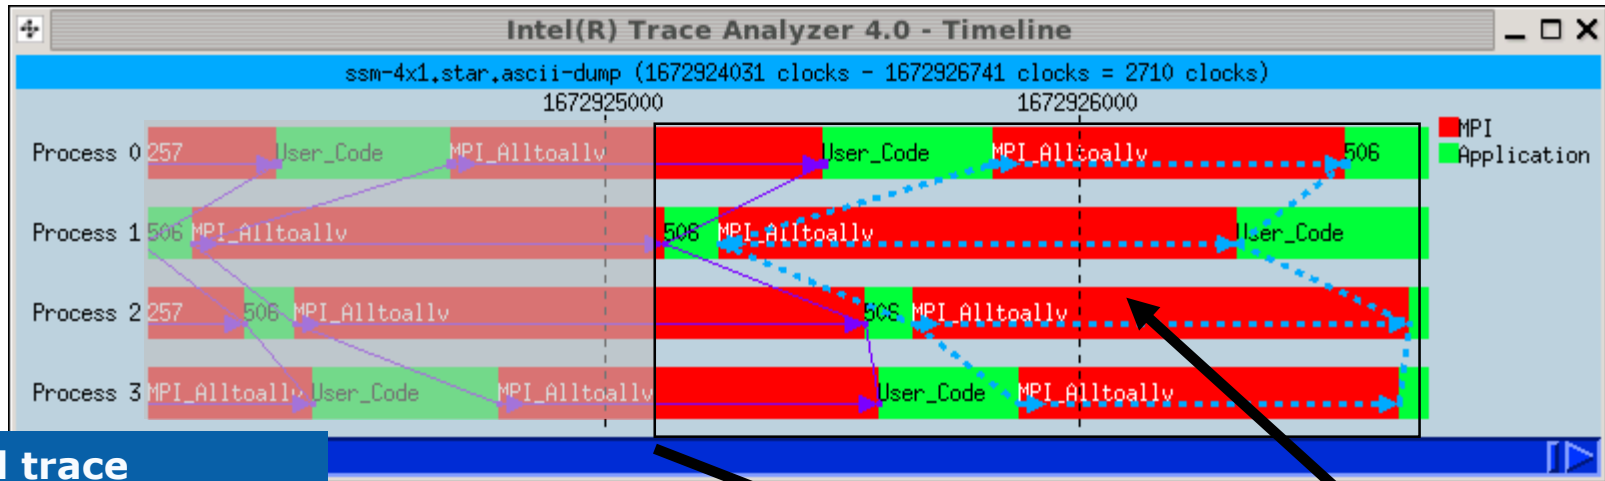 Intel(R) Trace Analyzer 4.0 - Timeline
ssm-4x1.star.ascii-dump (1672924031 clocks - 1672926741 clocks = 2710 clocks)
1672925000 1672926000
MPI
Application
Process 0 257 User_Code MPI_Alltoallv User_Code MPI_Alltoallv 506
Process 1 506 MPI_Alltoallv 506 MPI_Alltoallv User_Code
Process 2 257 506 MPI_Alltoallv 506 MPI_Alltoallv
Process 3 MPI_Alltoallv User_Code MPI_Alltoallv User_Code MPI_Alltoallv
trace